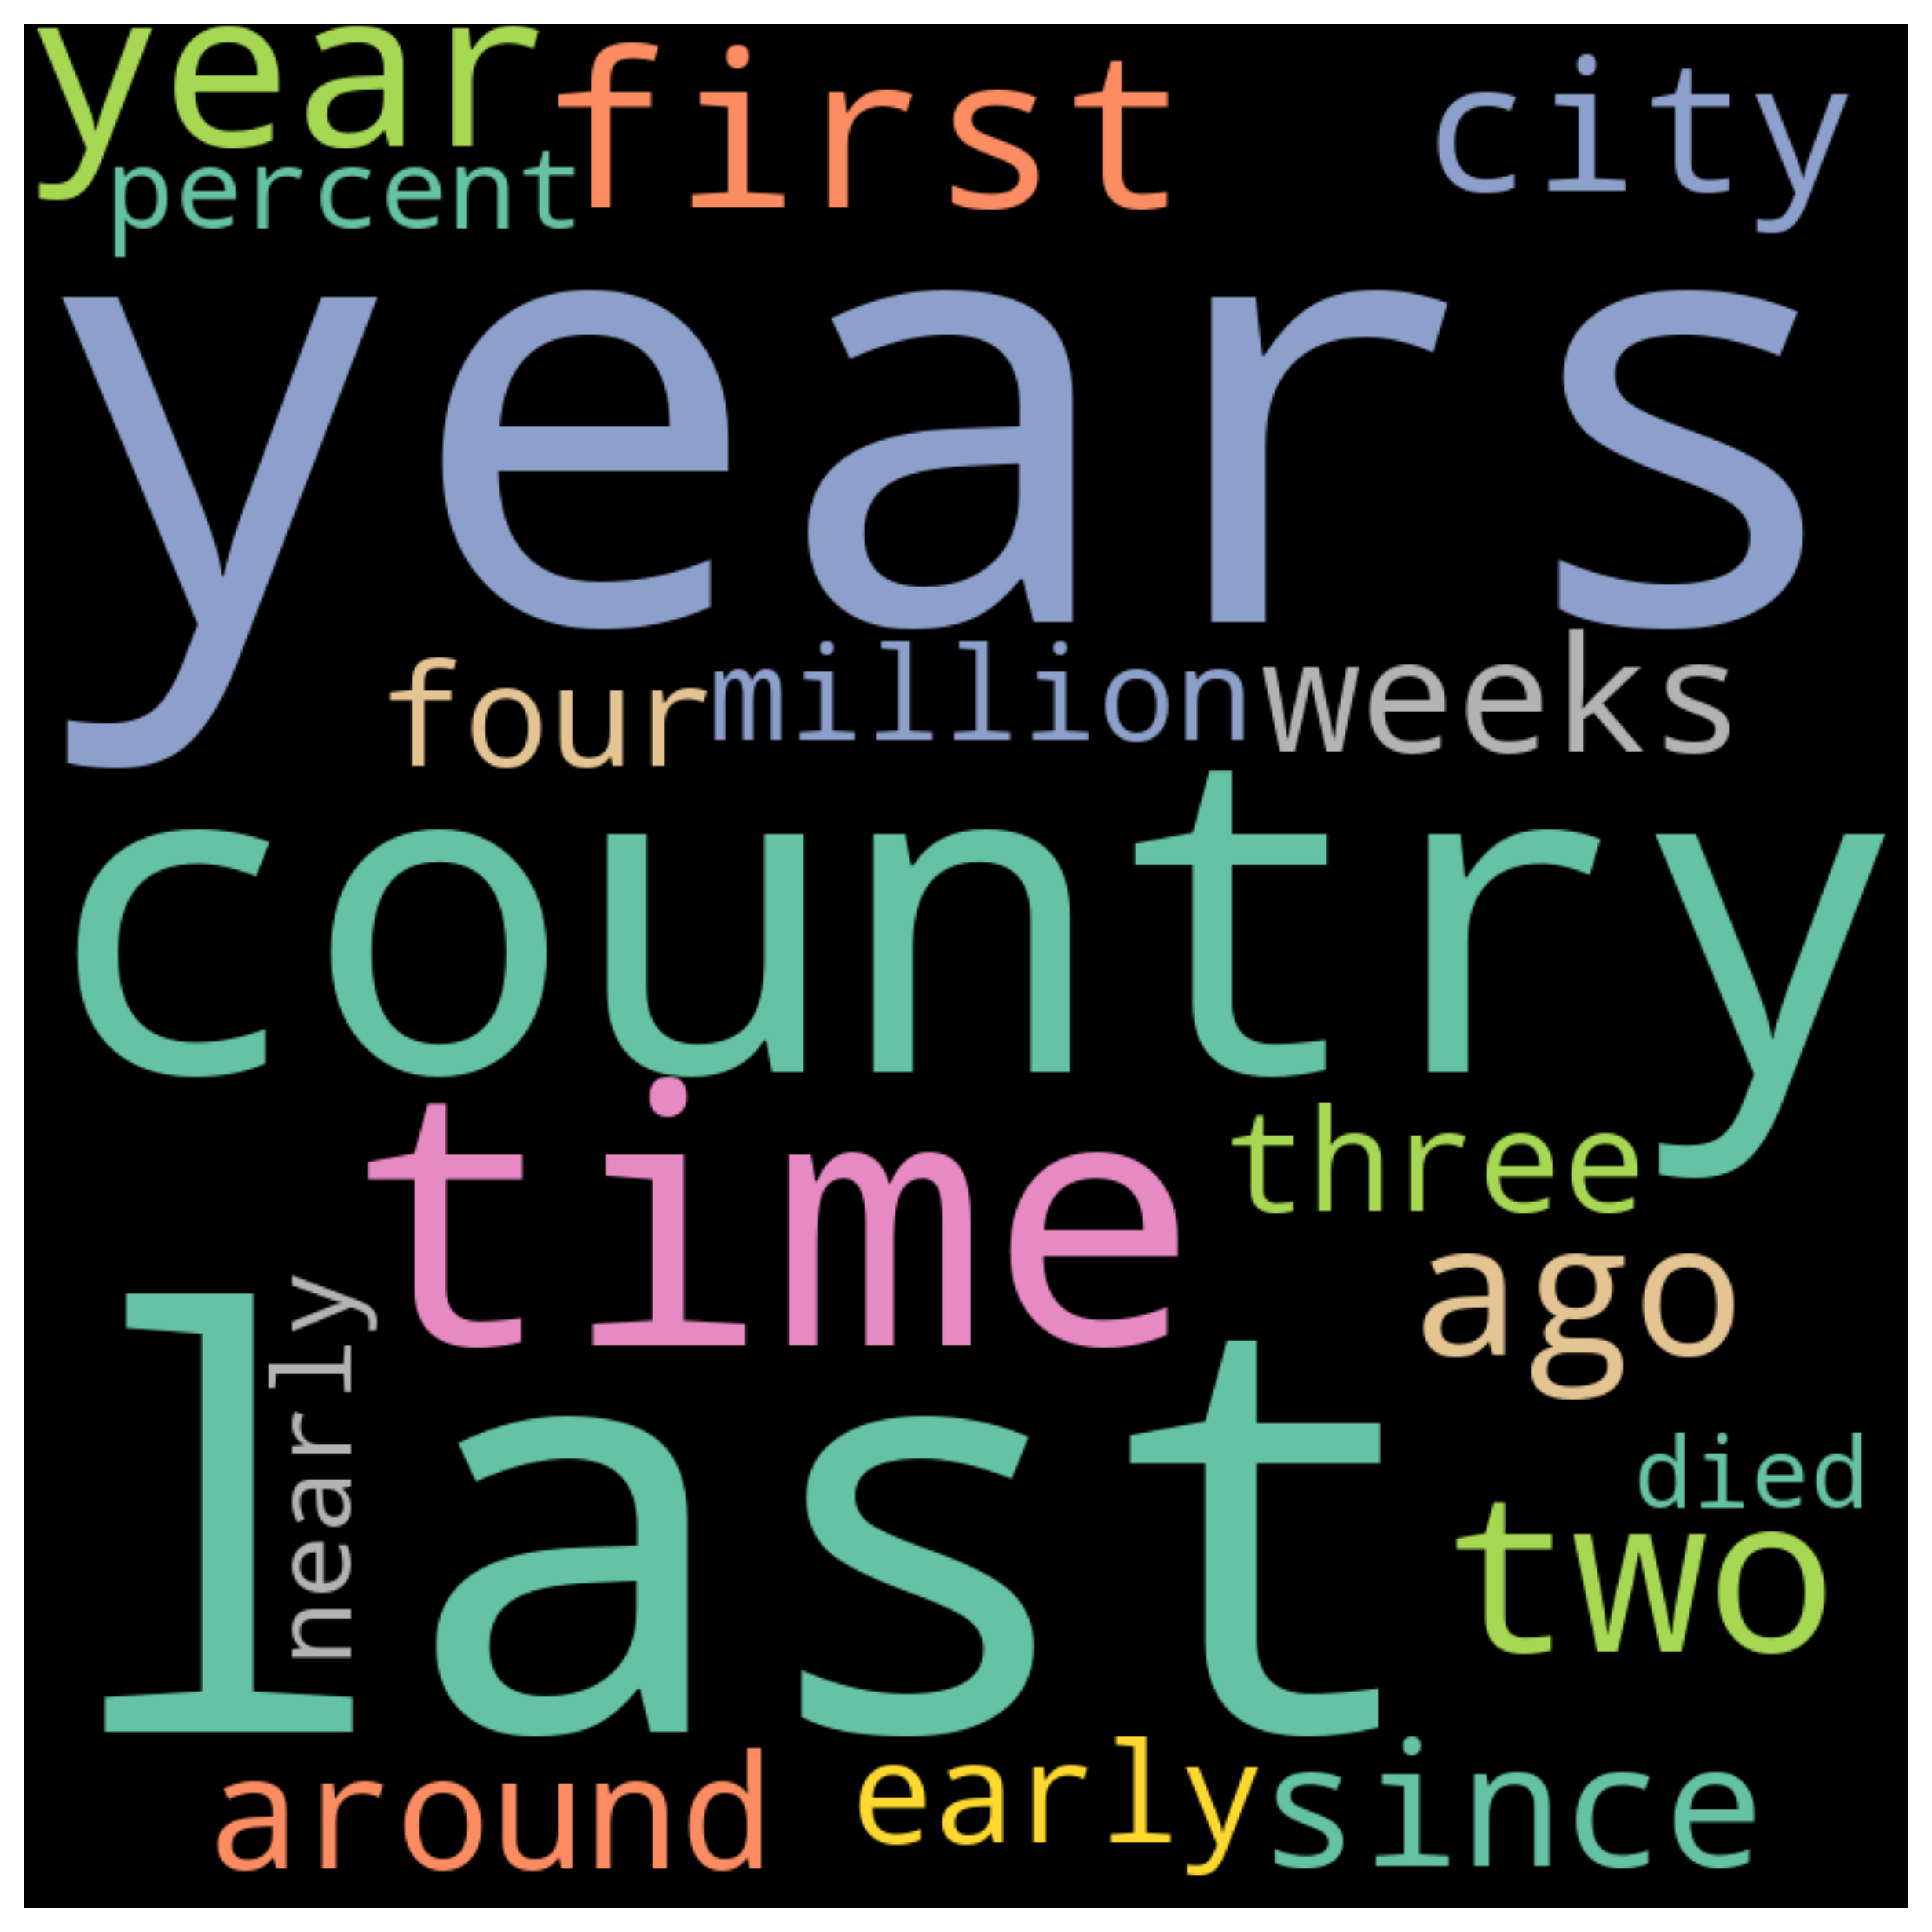 year first city
percent
years
four million weeks
country
time three
ago
nearly
last
died
two
around early since